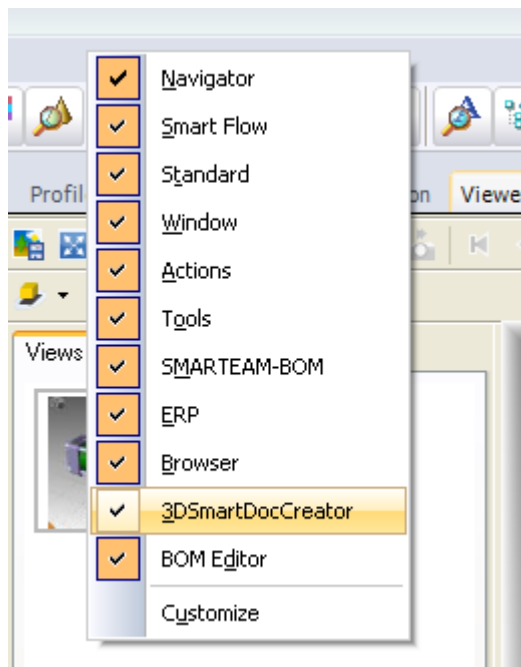 Navigator
Smart Flow
Standard
Profil on Viewe
Window
Actions
Tools
Views
SMARTEAM-BOM
ERP
Browser
3DSmartDocCreator
BOM Editor
Customize